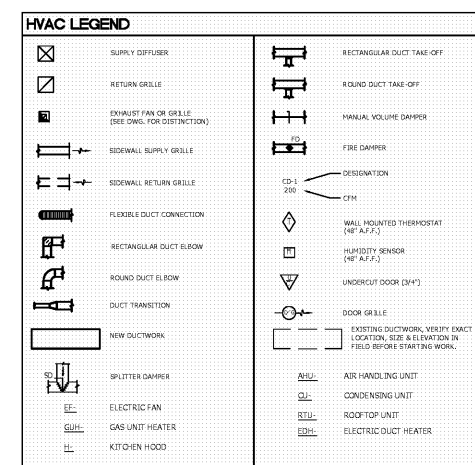 HVAC LEGEND
SUPPLY DIFFUSER
RETURN GRILLE
EXHAUST FAN OR GRILLE
(SEE DWG. FOR DISTINCTION)
SIDEWALL SUPPLY GRILLE
SIDEWALL RETURN GRILLE
FLEXIBLE DUCT CONNECTION
RECTANGULAR DUCT ELBOW
ROUND DUCT ELBOW
DUCT TRANSITION
NEW DUCTWORK
SD
SPLITTER DAMPER
EF- ELECTRIC FAN
GUH- GAS UNIT HEATER
H- KITCHEN HOOD
RECTANGULAR DUCT TAKE-OFF
ROUND DUCT TAKE-OFF
MANUAL VOLUME DAMPER
FD
FIRE DAMPER
DESIGNATION
CD-1
200
CFM
T
WALL MOUNTED THERMOSTAT
(48" A.F.F.)
H
HUMIDITY SENSOR
(48" A.F.F.)
U
UNDERCUT DOOR (3/4")
DOOR GRILLE
EXISTING DUCTWORK, VERIFY EXACT
LOCATION, SIZE & ELEVATION IN
FIELD BEFORE STARTING WORK.
AHU- AIR HANDLING UNIT
CU- CONDENSING UNIT
RTU- ROOFTOP UNIT
EDH- ELECTRIC DUCT HEATER